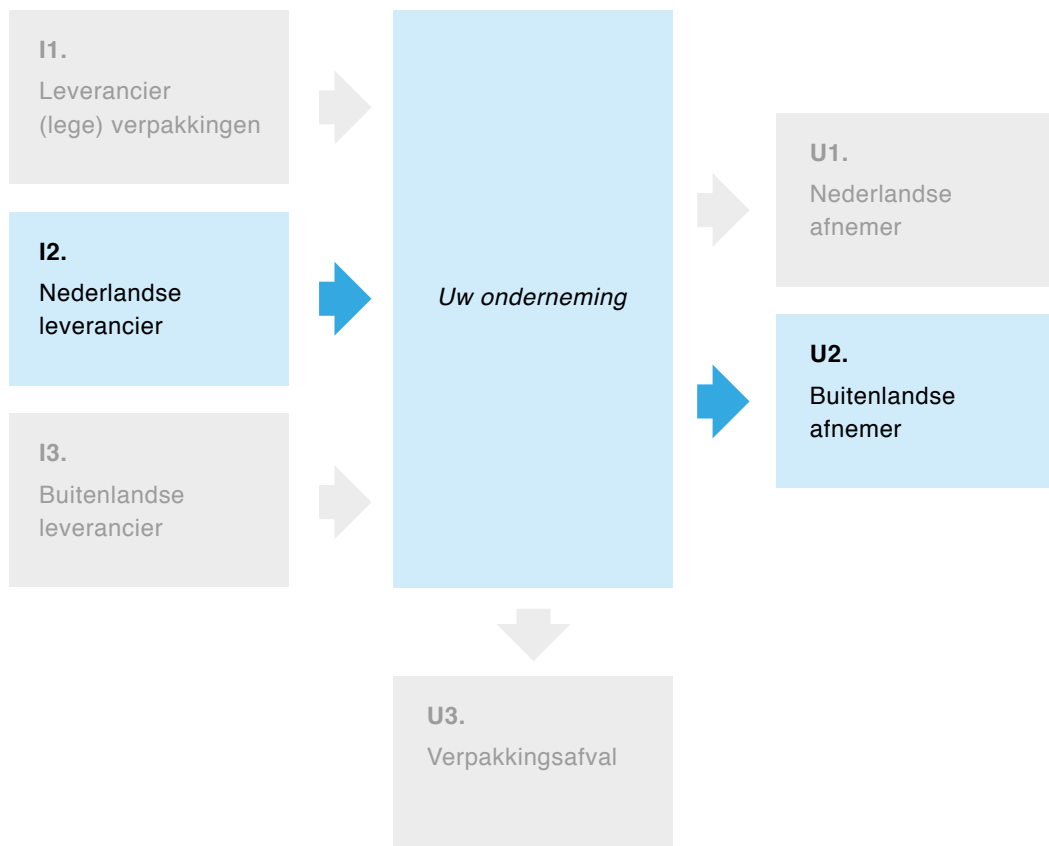 I1.
Leverancier
(lege) verpakkingen
I2.
Nederlandse
leverancier
I3.
Buitenlandse
leverancier
Uw onderneming
U1.
Nederlandse
afnemer
U2.
Buitenlandse
afnemer
U3.
Verpakkingsafval